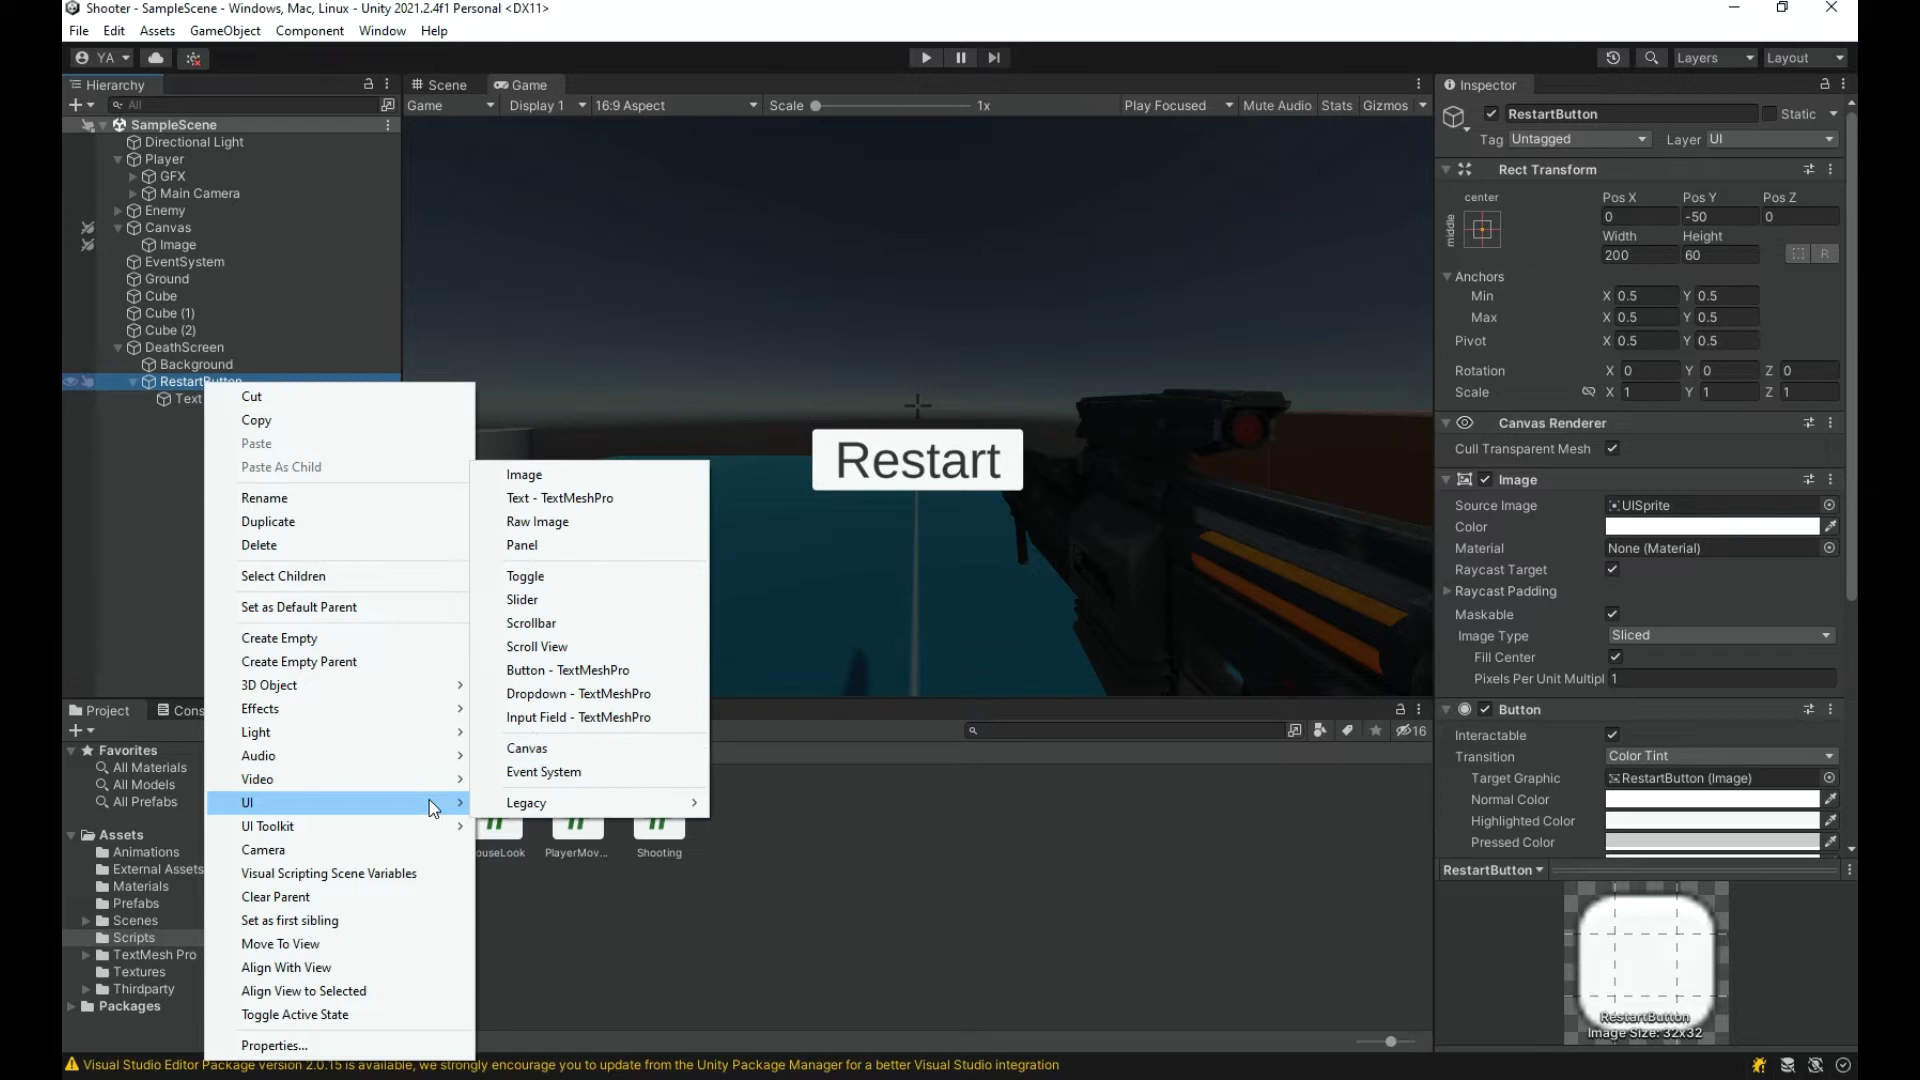 Shooter - SampleScene - Windows, Mac, Linux - Unity 2021.2.4f1 Personal <DX11>
File Edit Assets GameObject Component Window Help
YA Layers Layout
Hierarchy
All
SampleScene
Directional Light
Player
GFX
Main Camera
Enemy
Canvas
Image
EventSystem
Ground
Cube
Cube (1)
Cube (2)
DeathScreen
Background
RestartButton
Text
Scene Game
Game Display 1 16:9 Aspect Scale 1x Play Focused Mute Audio Stats Gizmos
Restart
Cut
Copy
Paste
Paste As Child
Rename
Duplicate
Delete
Select Children
Set as Default Parent
Create Empty
Create Empty Parent
3D Object
Effects
Light
Audio
Video
UI
UI Toolkit
Camera
Visual Scripting Scene Variables
Clear Parent
Set as first sibling
Move To View
Align With View
Align View to Selected
Toggle Active State
Properties...
Image
Text - TextMeshPro
Raw Image
Panel
Toggle
Slider
Scrollbar
Scroll View
Button - TextMeshPro
Dropdown - TextMeshPro
Input Field - TextMeshPro
Canvas
Event System
Legacy
Project Cons
16
Favorites
All Materials
All Models
All Prefabs
Assets
Animations
External Assets
Materials
Prefabs
Scenes
Scripts
TextMesh Pro
Textures
Thirdparty
Packages
ouseLook PlayerMov... Shooting
Inspector
RestartButton Static
Tag Untagged Layer UI
Rect Transform
center
middle
Pos X Pos Y Pos Z
0 -50 0
Width Height
200 60
R
Anchors
Min X 0.5 Y 0.5
Max X 0.5 Y 0.5
Pivot X 0.5 Y 0.5
Rotation X 0 Y 0 Z 0
Scale X 1 Y 1 Z 1
Canvas Renderer
Cull Transparent Mesh
Image
Source Image UISprite
Color
Material None (Material)
Raycast Target
Raycast Padding
Maskable
Image Type Sliced
Fill Center
Pixels Per Unit Multipl 1
Button
Interactable
Transition Color Tint
Target Graphic RestartButton (Image)
Normal Color
Highlighted Color
Pressed Color
RestartButton
RestartButton
Image Size: 32x32
Visual Studio Editor Package version 2.0.15 is available, we strongly encourage you to update from the Unity Package Manager for a better Visual Studio integration